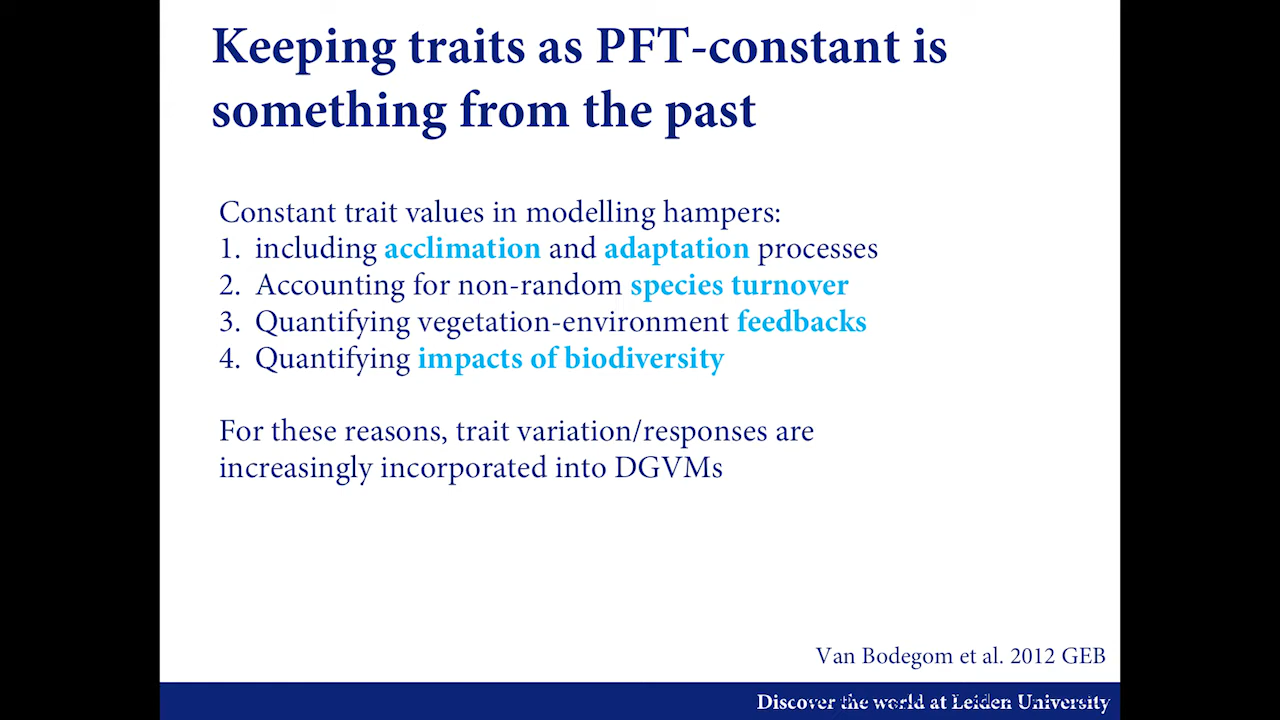 Keeping traits as PFT-constant is
something from the past
Constant trait values in modelling hampers:
1. including acclimation and adaptation processes
2. Accounting for non-random species turnover
3. Quantifying vegetation-environment feedbacks
4. Quantifying impacts of biodiversity
For these reasons, trait variation/responses are
increasingly incorporated into DGVMs
Van Bodegom et al. 2012 GEB
Discover the world at Leiden University